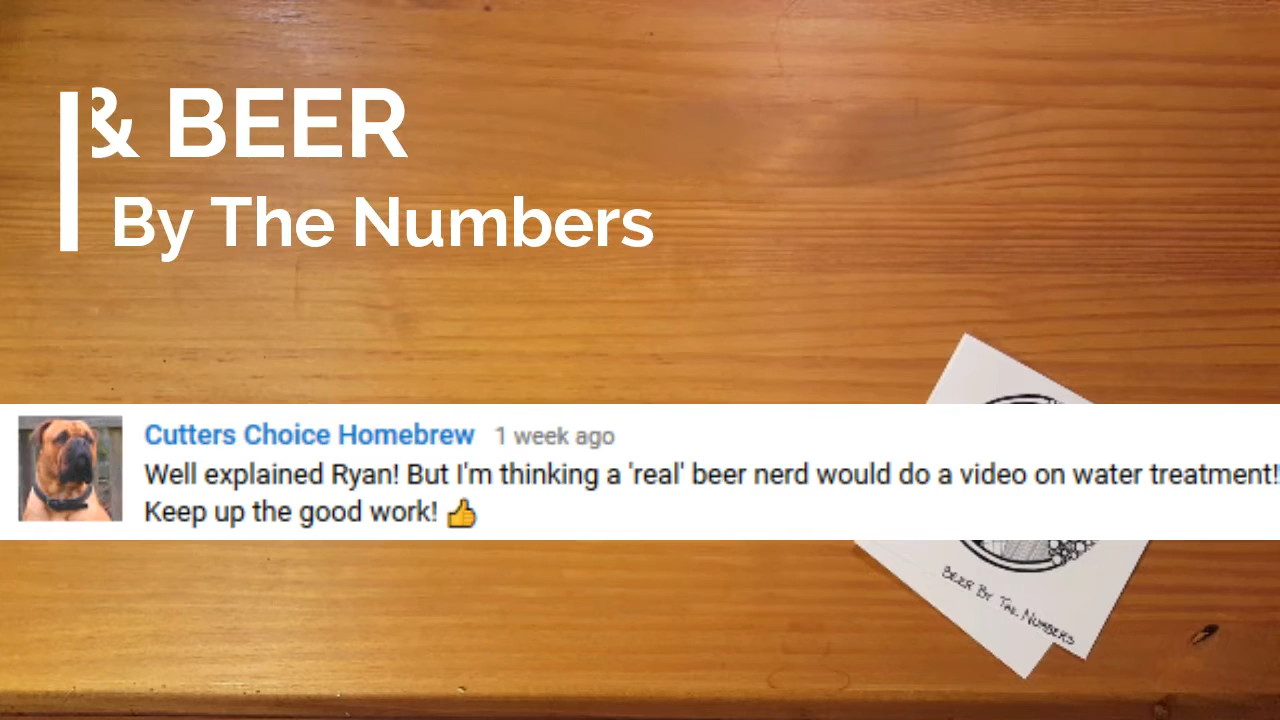 & BEER
By The Numbers
Cutters Choice Homebrew 1 week ago
Well explained Ryan! But I'm thinking a 'real' beer nerd would do a video on water treatment!!
Keep up the good work! 👍
BEER BY THE NUMBERS